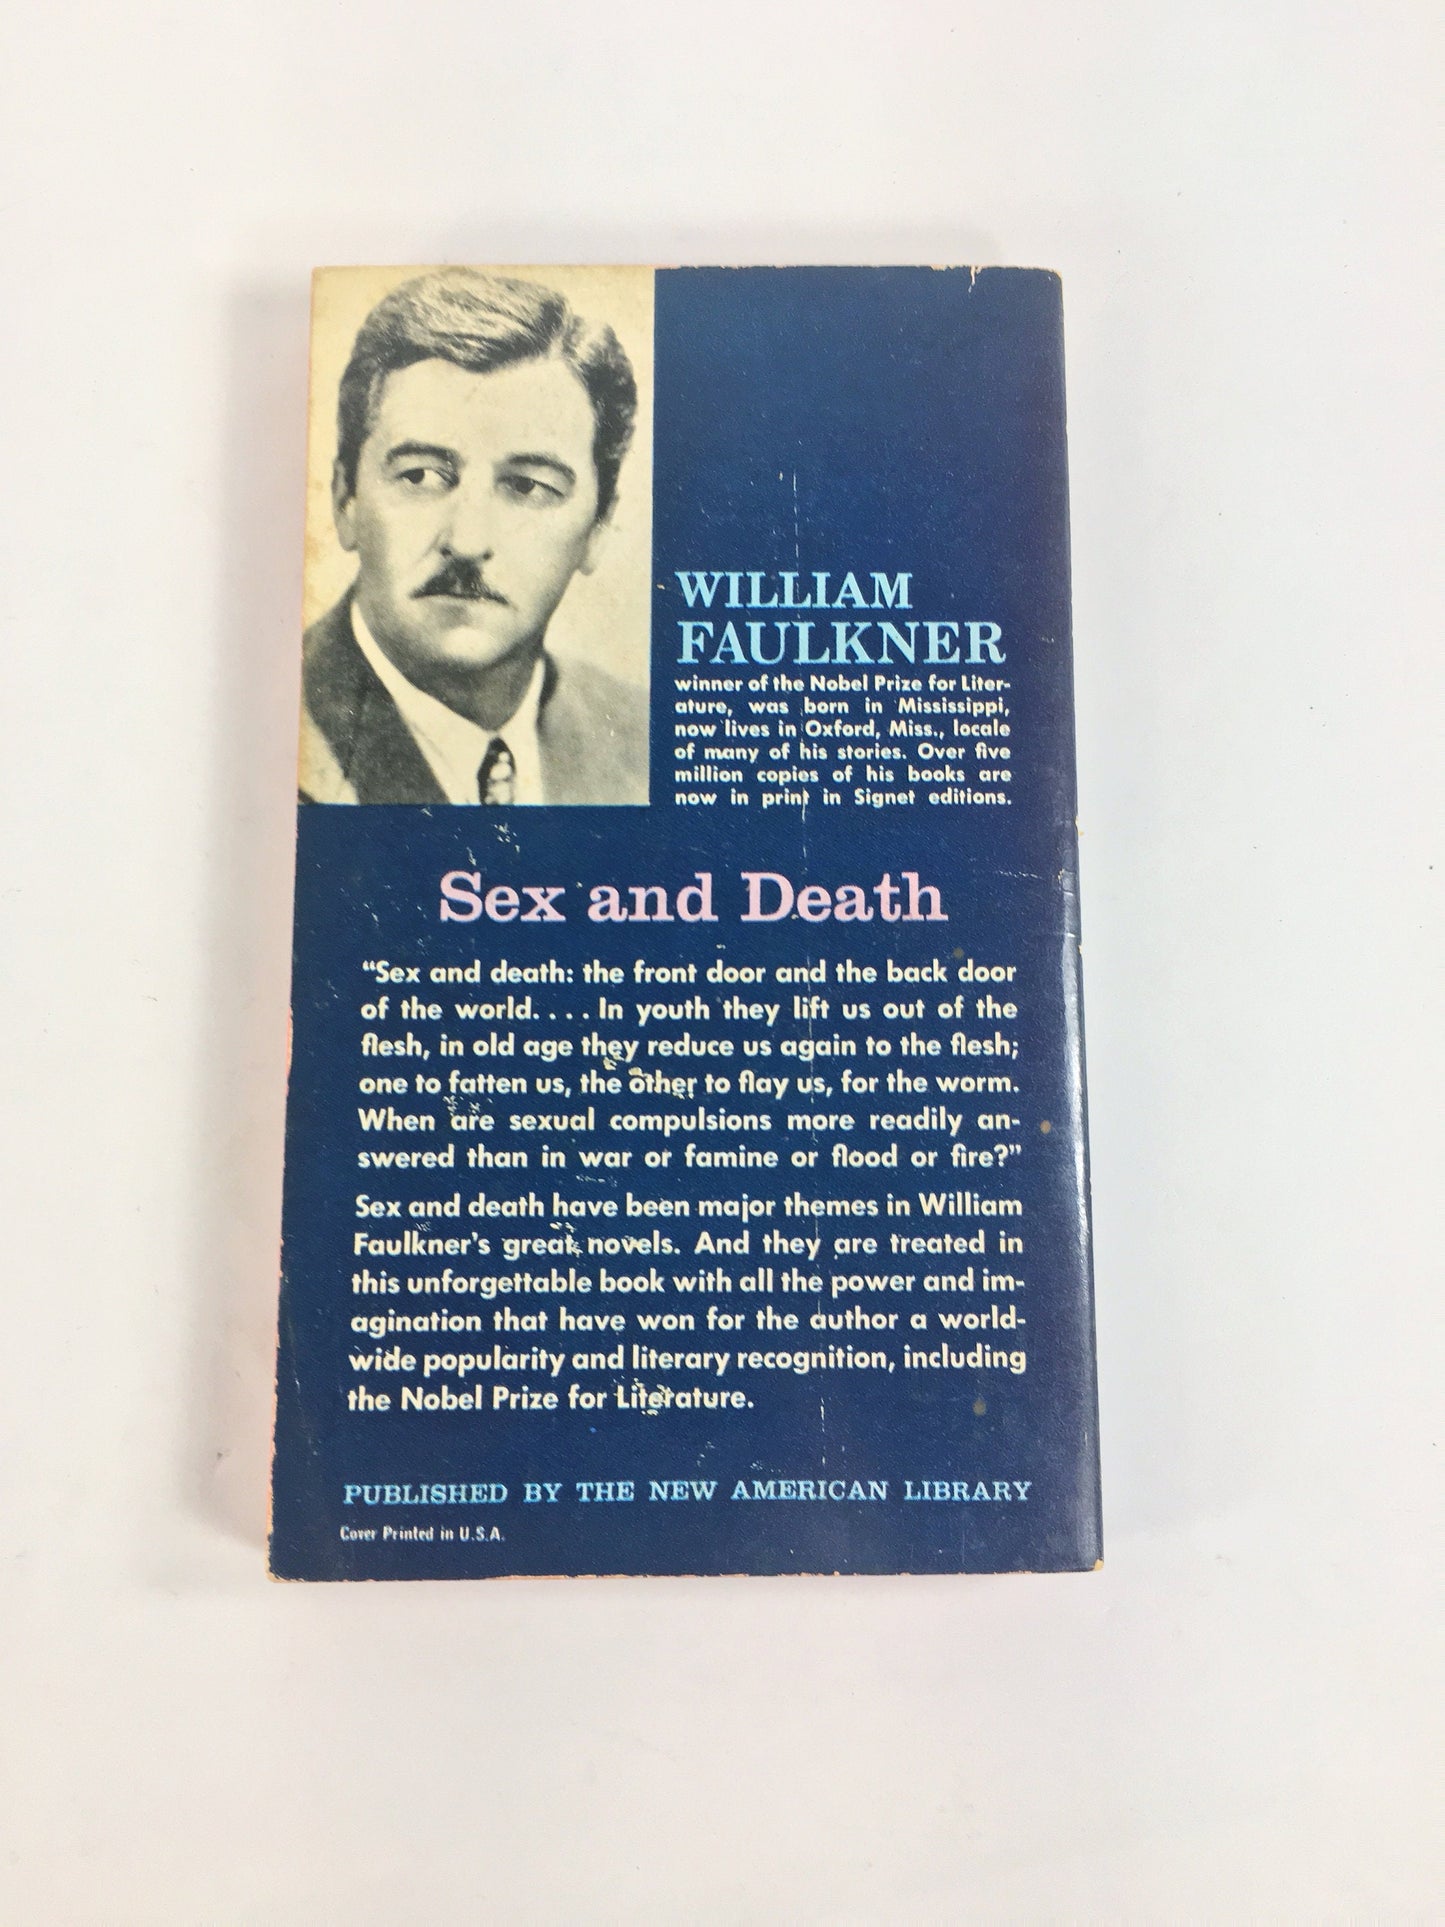 WILLIAM
FAULKNER
winner of the Nobel Prize for Liter-
ature, was born in Mississippi,
now lives in Oxford, Miss., locale
of many of his stories. Over five
million copies of his books are
now in print in Signet editions.
Sex and Death
“Sex and death: the front door and the back door
of the world. . . . In youth they lift us out of the
flesh, in old age they reduce us again to the flesh;
one to fatten us, the other to flay us, for the worm.
When are sexual compulsions more readily an-
swered than in war or famine or flood or fire?”
Sex and death have been major themes in William
Faulkner's great novels. And they are treated in
this unforgettable book with all the power and im-
agination that have won for the author a world-
wide popularity and literary recognition, including
the Nobel Prize for Literature.
PUBLISHED BY THE NEW AMERICAN LIBRARY
Cover Printed in U.S.A.